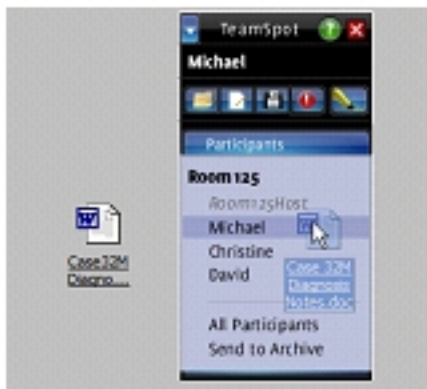 TeamSpot
Michael
Participants
Room 125
Room125Host
Michael
Christine
David
All Participants
Send to Archive
Case32M
Diagno....
Case 32M
Diagnosis
Notes.doc